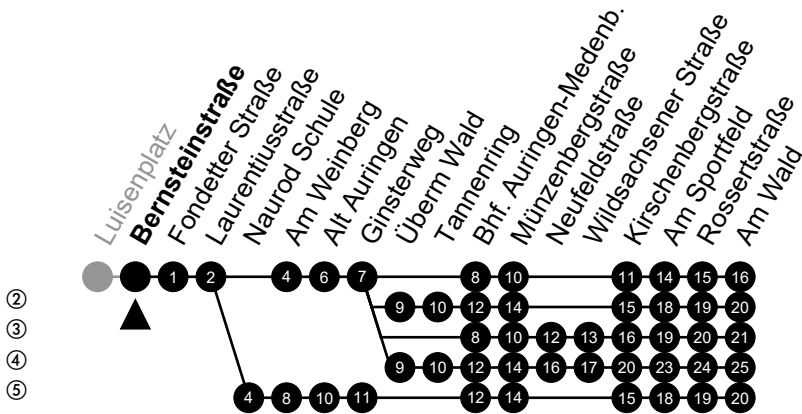 Luisenplatz
Bernsteinstraße
Fondetter Straße
Laurentiusstraße
Naurod Schule
Am Weinberg
Alt Auringen
Ginsterweg
Überm Wald
Tannenring
Bhf. Auringen-Medenb.
Münzenbergstraße
Neufeldstraße
Wildsachsener Straße
Kirschenbergstraße
Am Sportfeld
Rossertstraße
Am Wald
1 2 4 6 7 8 10 11 14 15 16
② 9 10 12 14 15 18 19 20
③ 8 10 12 13 16 19 20 21
④ 9 10 12 14 16 17 20 23 24 25
⑤ 4 8 10 11 12 14 15 18 19 20